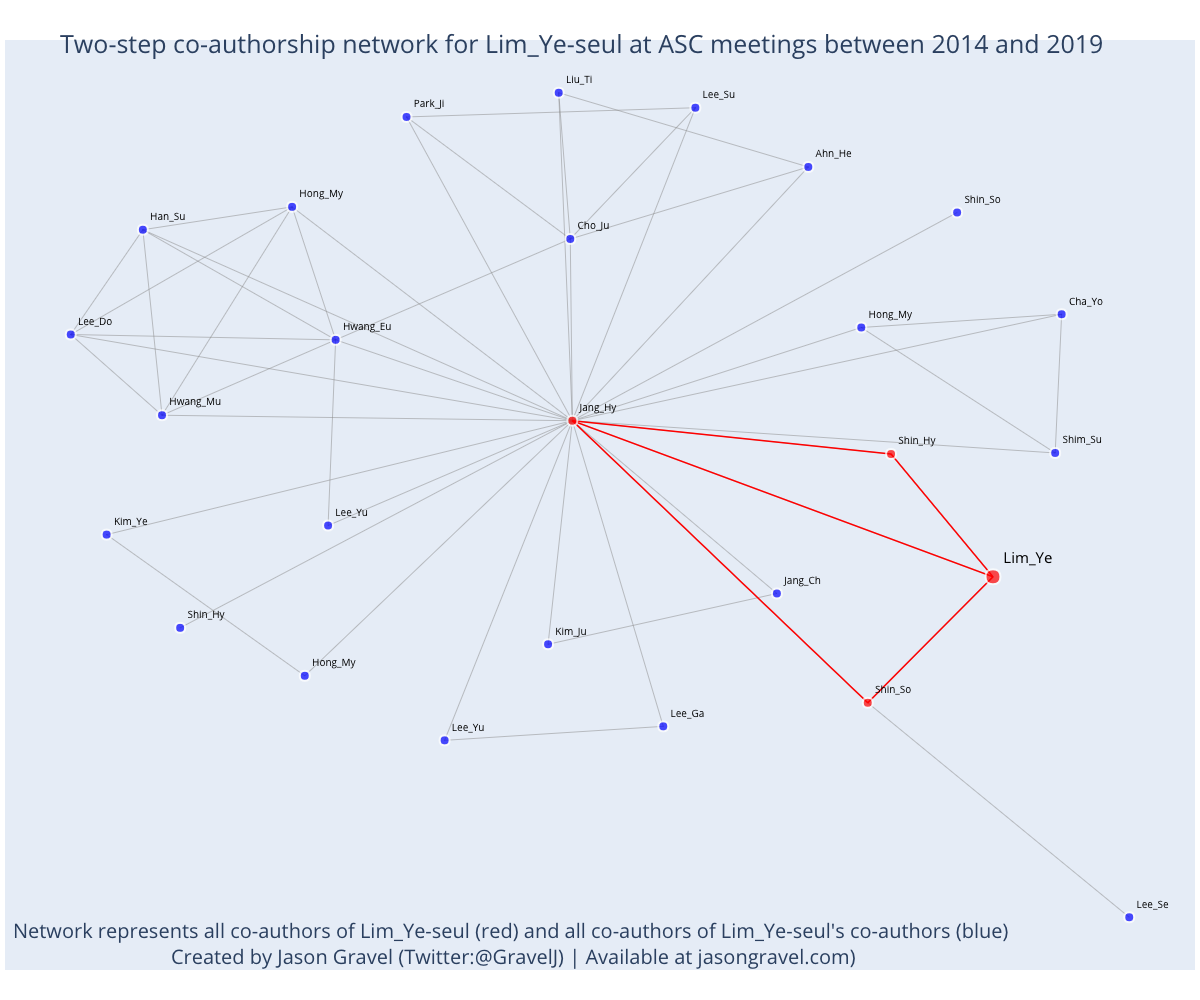 Two-step co-authorship network for Lim_Ye-seul at ASC meetings between 2014 and 2019
Liu_Ti
Lee_Su
Park_Ji
Ahn_He
Hong_My
Shin_So
Han_Su
Cho_Ju
Cha_Yo
Hong_My
Lee_Do
Hwang_Eu
Hwang_Mu
Jang_Hy
Shin_Hy
Shim_Su
Lee_Yu
Kim_Ye
Lim_Ye
Jang_Ch
Shin_Hy
Kim_Ju
Hong_My
Shin_So
Lee_Ga
Lee_Yu
Lee_Se
Network represents all co-authors of Lim_Ye-seul (red) and all co-authors of Lim_Ye-seul's co-authors (blue)
Created by Jason Gravel (Twitter:@GravelJ) | Available at jasongravel.com)